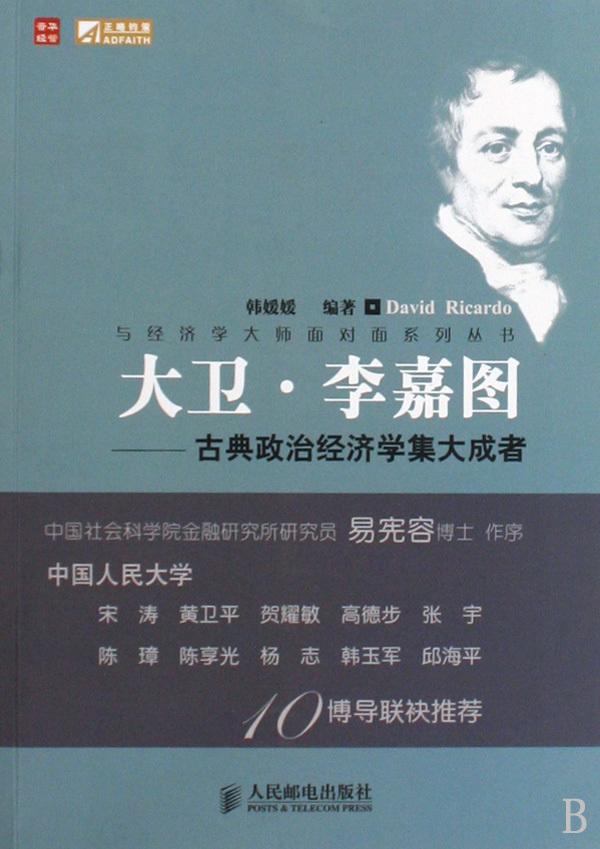 普华经管
正略钧策
ADFAITH
韩媛媛 编著 David Ricardo
与经济学大师面对面系列丛书
大卫·李嘉图
——古典政治经济学集大成者
中国社会科学院金融研究所研究员 易宪容博士 作序
中国人民大学
宋 涛 黄卫平 贺耀敏 高德步 张 宇
陈 璋 陈享光 杨 志 韩玉军 邱海平
10博导联袂推荐
人民邮电出版社
POSTS & TELECOM PRESS
B